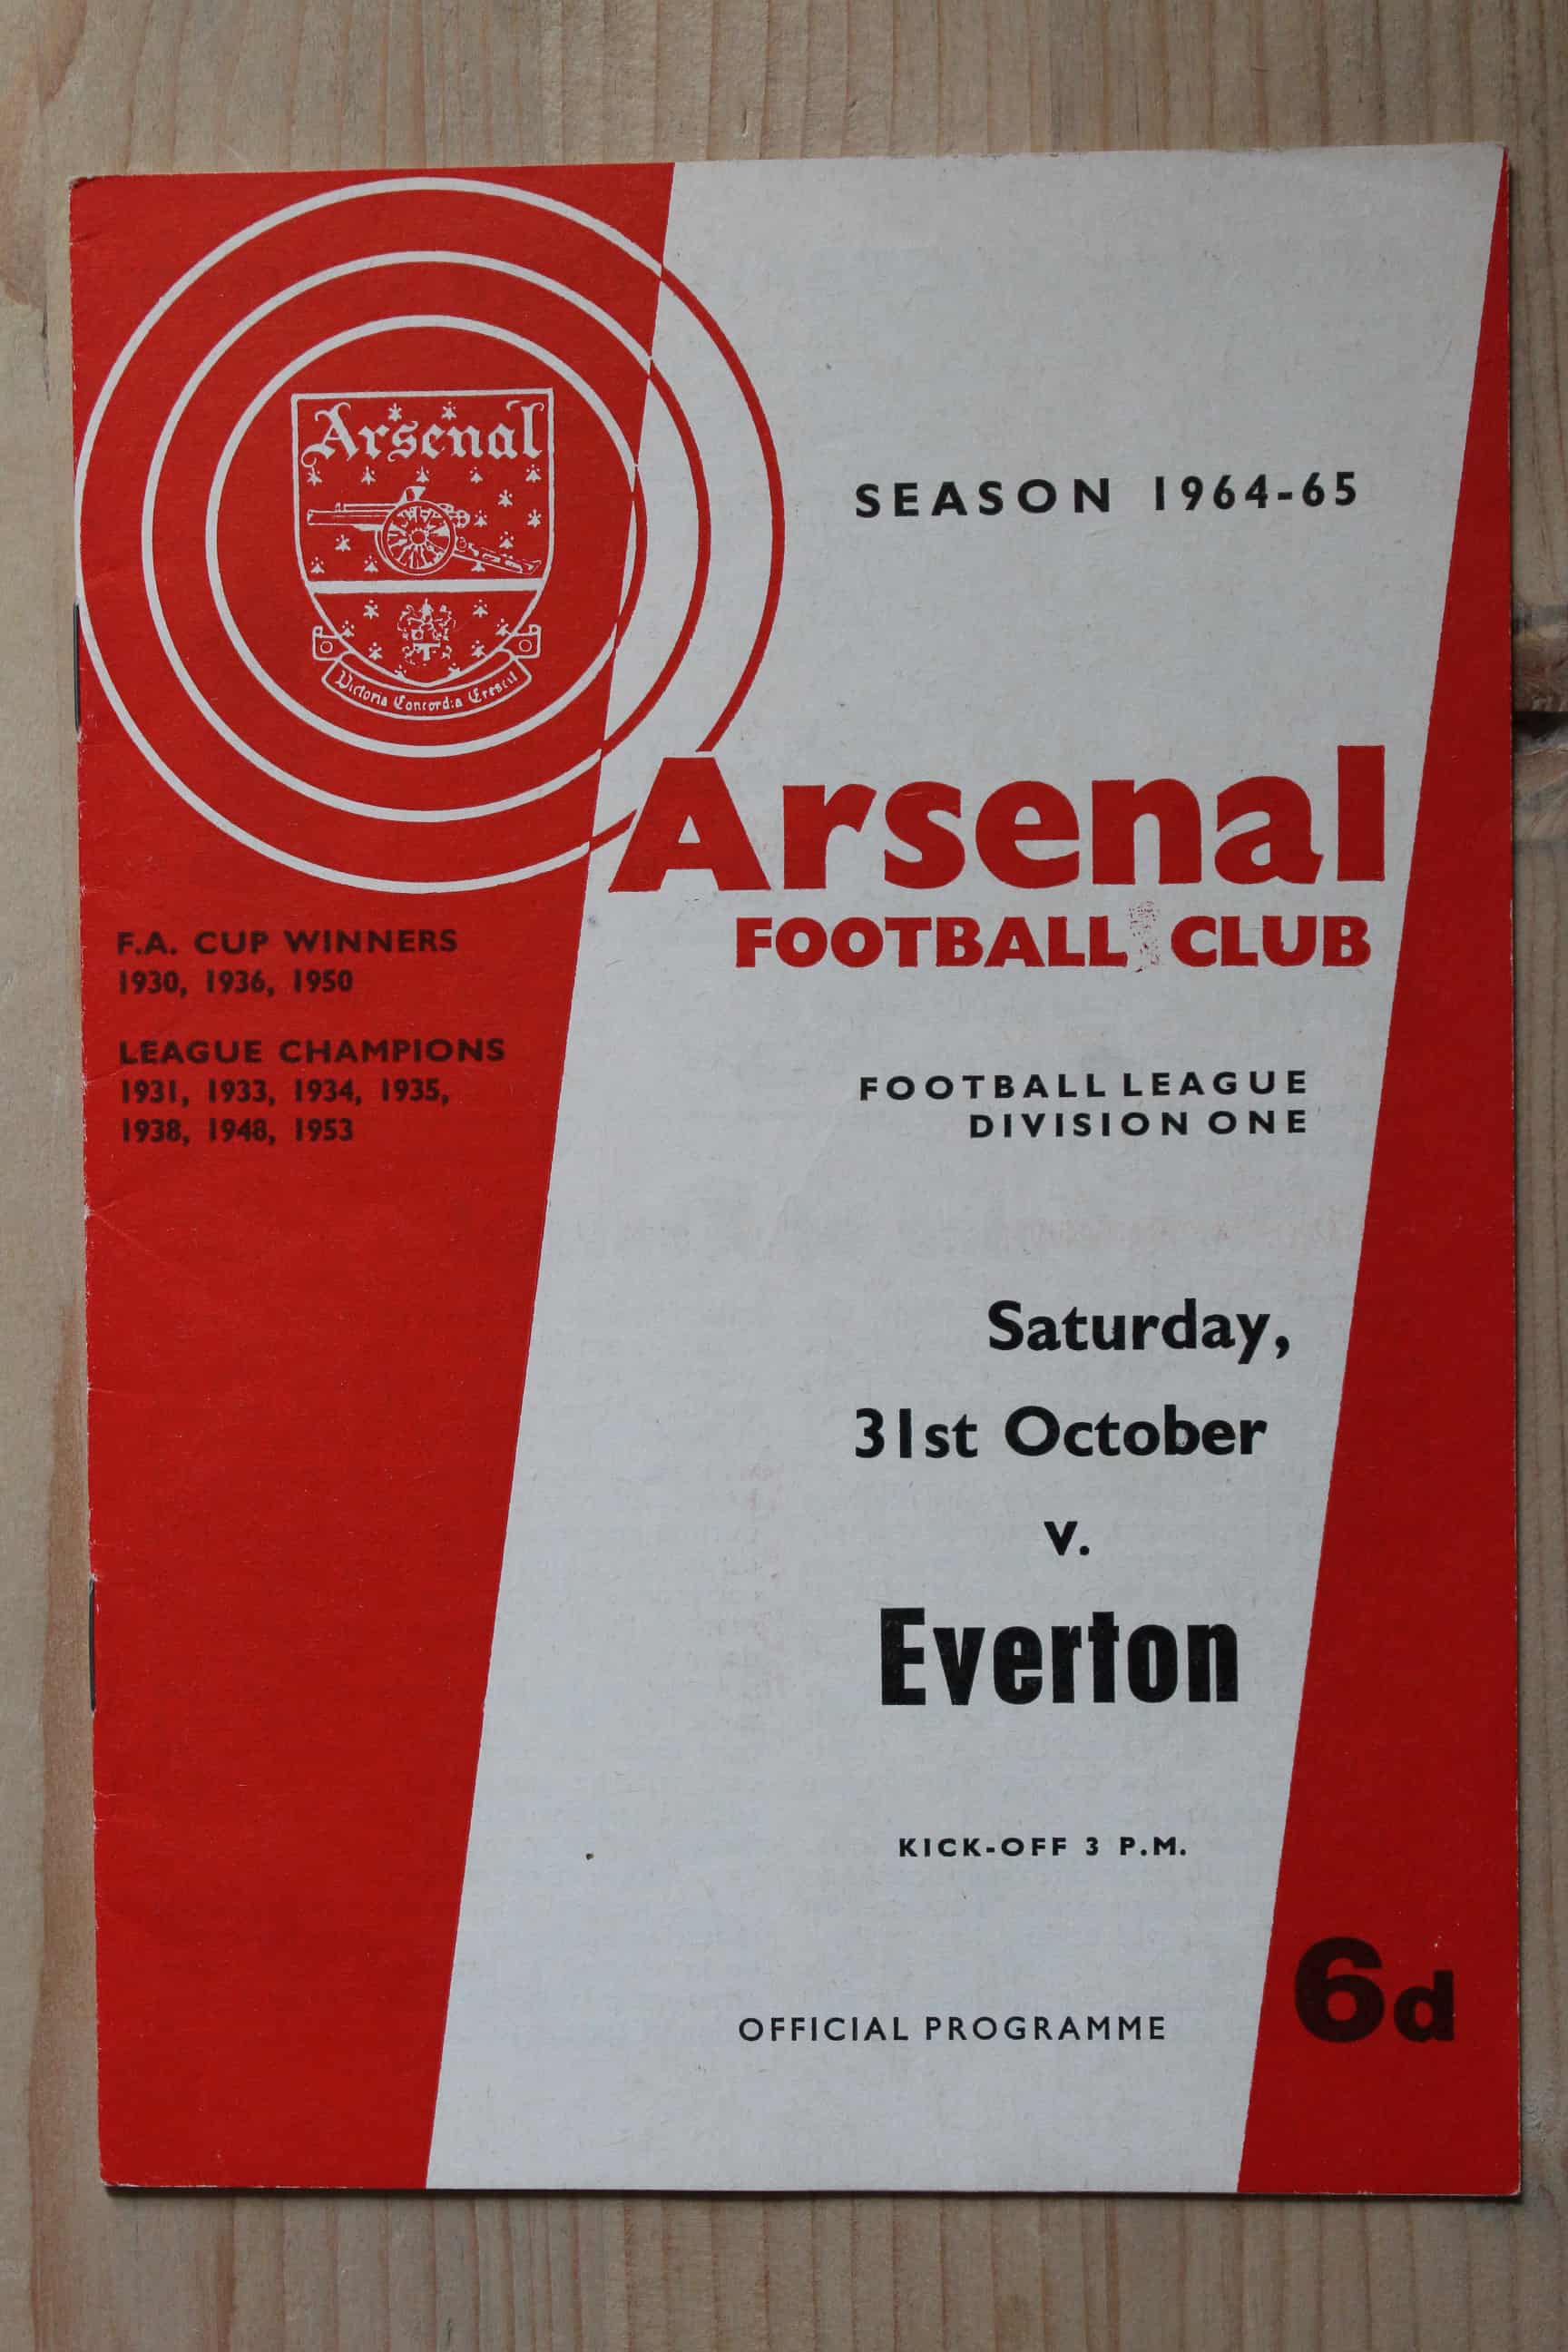 Arsenal
Victoria Concordia Crescit
SEASON 1964-65
Arsenal
FOOTBALL CLUB
F.A. CUP WINNERS
1930, 1936, 1950
LEAGUE CHAMPIONS
1931, 1933, 1934, 1935,
1938, 1948, 1953
FOOTBALL LEAGUE
DIVISION ONE
Saturday,
31st October
v.
Everton
KICK-OFF 3 P.M.
OFFICIAL PROGRAMME
6d